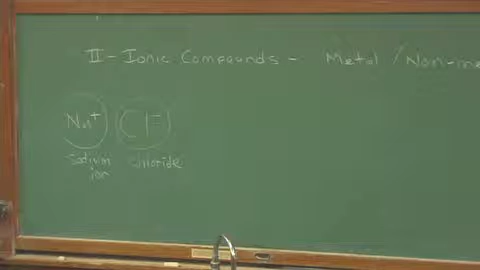 II - Ionic Compounds - Metal / Non-me
Na+ Cl-
Sodium chloride
ion